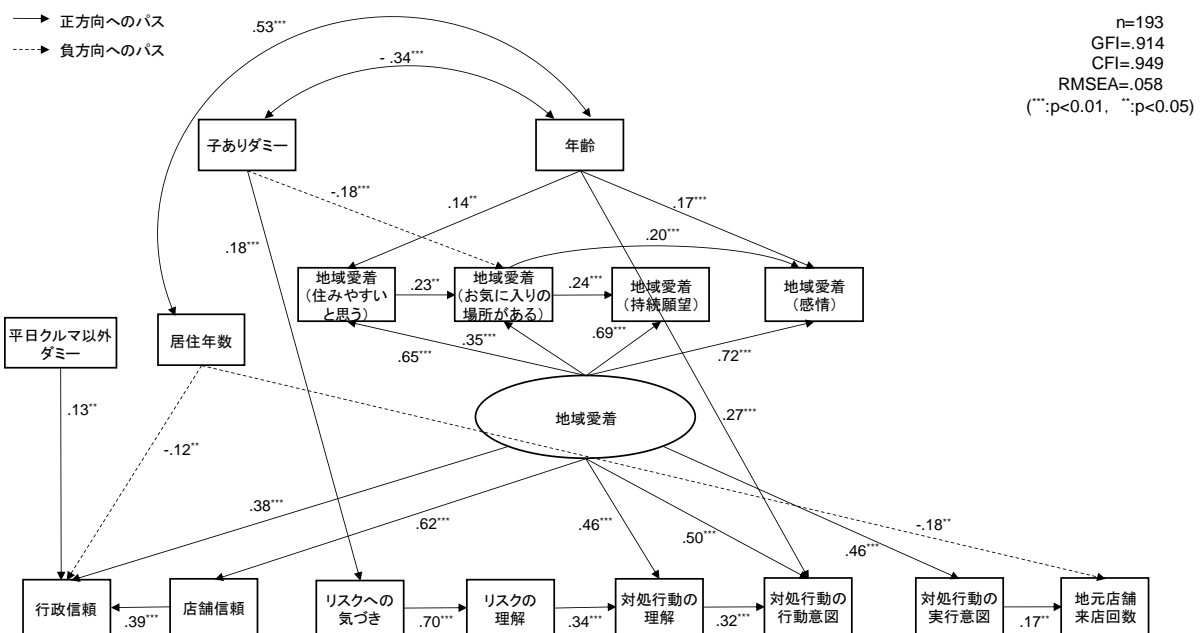 正方向へのパス
負方向へのパス
n=193
GFI=.914
CFI=.949
RMSEA=.058
(***:p<0.01, **:p<0.05)
.53***
- .34***
子ありダミー
年齢
-.18***
.14**
.17***
.18***
.20***
地域愛着
(住みやすい
と思う)
.23**
地域愛着
(お気に入りの
場所がある)
.24***
地域愛着
(持続願望)
地域愛着
(感情)
平日クルマ以外
ダミー
居住年数
.65***
.35***
.69***
.72***
地域愛着
.13**
-.12**
.27***
.38***
.62***
.46***
.50***
.46***
-.18**
行政信頼
.39***
店舗信頼
リスクへの
気づき
.70***
リスクの
理解
.34***
対処行動の
理解
.32***
対処行動の
行動意図
対処行動の
実行意図
.17**
地元店舗
来店回数